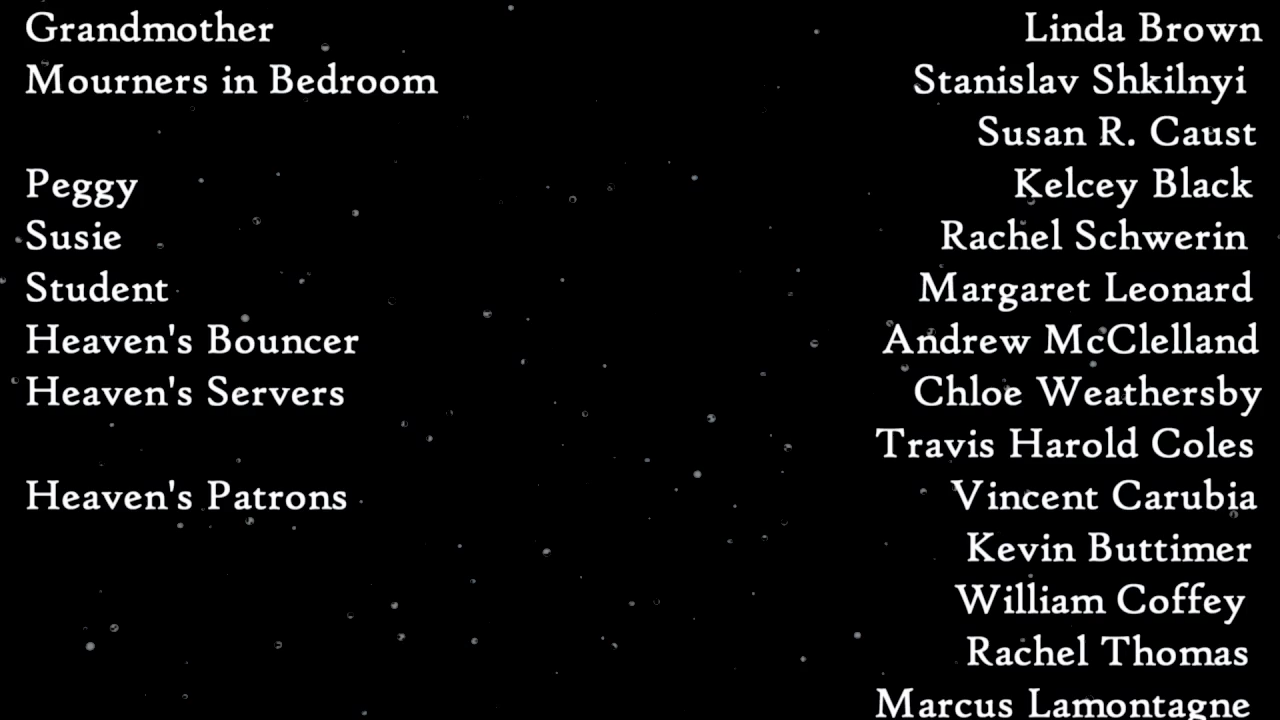 Grandmother Linda Brown
Mourners in Bedroom Stanislav Shkilnyi
Susan R. Caust
Peggy Kelcey Black
Susie Rachel Schwerin
Student Margaret Leonard
Heaven's Bouncer Andrew McClelland
Heaven's Servers Chloe Weathersby
Travis Harold Coles
Heaven's Patrons Vincent Carubia
Kevin Buttimer
William Coffey
Rachel Thomas
Marcus Lamontagne